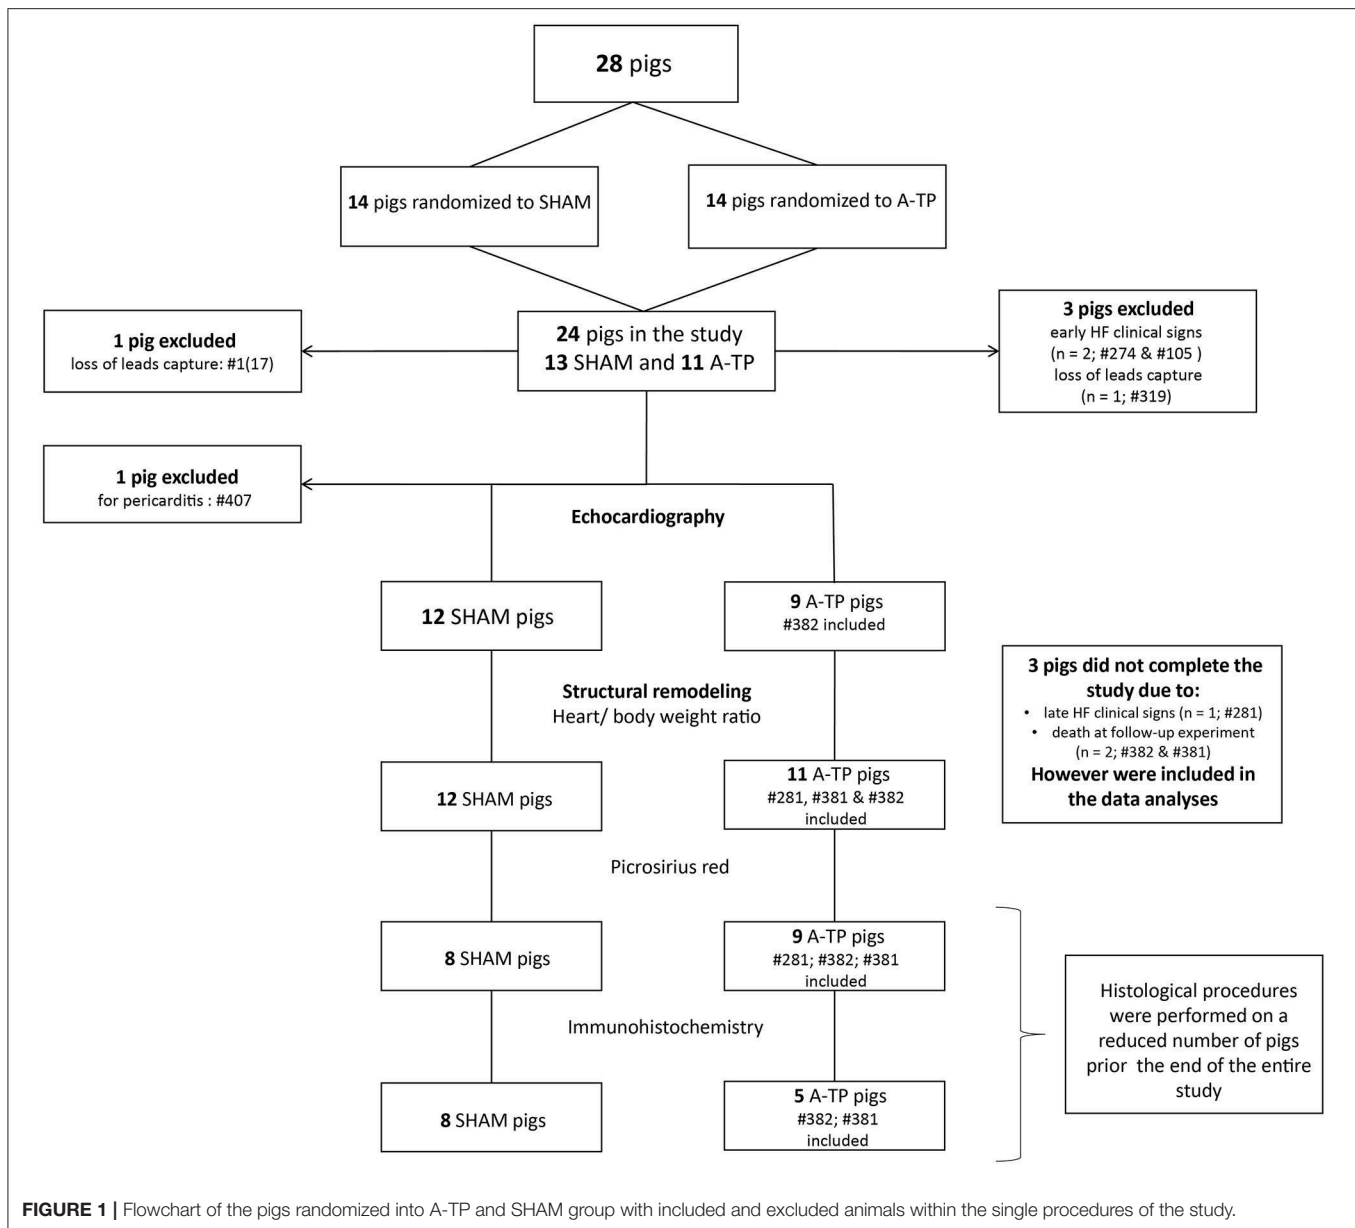 28 pigs
14 pigs randomized to SHAM
14 pigs randomized to A-TP
1 pig excluded
loss of leads capture: #1(17)
24 pigs in the study
13 SHAM and 11 A-TP
3 pigs excluded
early HF clinical signs
(n = 2; #274 & #105 )
loss of leads capture
(n = 1; #319)
1 pig excluded
for pericarditis : #407
Echocardiography
12 SHAM pigs
9 A-TP pigs
#382 included
3 pigs did not complete the
study due to:
• late HF clinical signs (n = 1; #281)
• death at follow-up experiment
(n = 2; #382 & #381)
However were included in
the data analyses
Structural remodeling
Heart/ body weight ratio
12 SHAM pigs
11 A-TP pigs
#281, #381 & #382
included
Picrosirius red
8 SHAM pigs
9 A-TP pigs
#281; #382; #381
included
Histological procedures
were performed on a
reduced number of pigs
prior the end of the entire
study
Immunohistochemistry
8 SHAM pigs
5 A-TP pigs
#382; #381
included
FIGURE 1 | Flowchart of the pigs randomized into A-TP and SHAM group with included and excluded animals within the single procedures of the study.